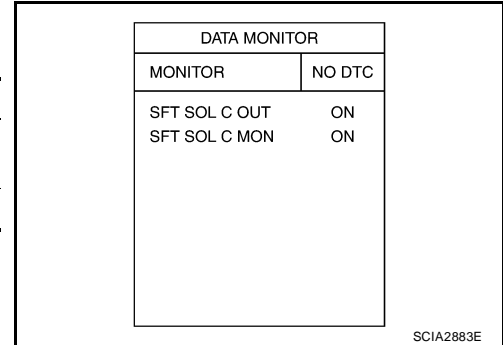 DATA MONITOR
MONITOR NO DTC
SFT SOL C OUT ON
SFT SOL C MON ON
SCIA2883E